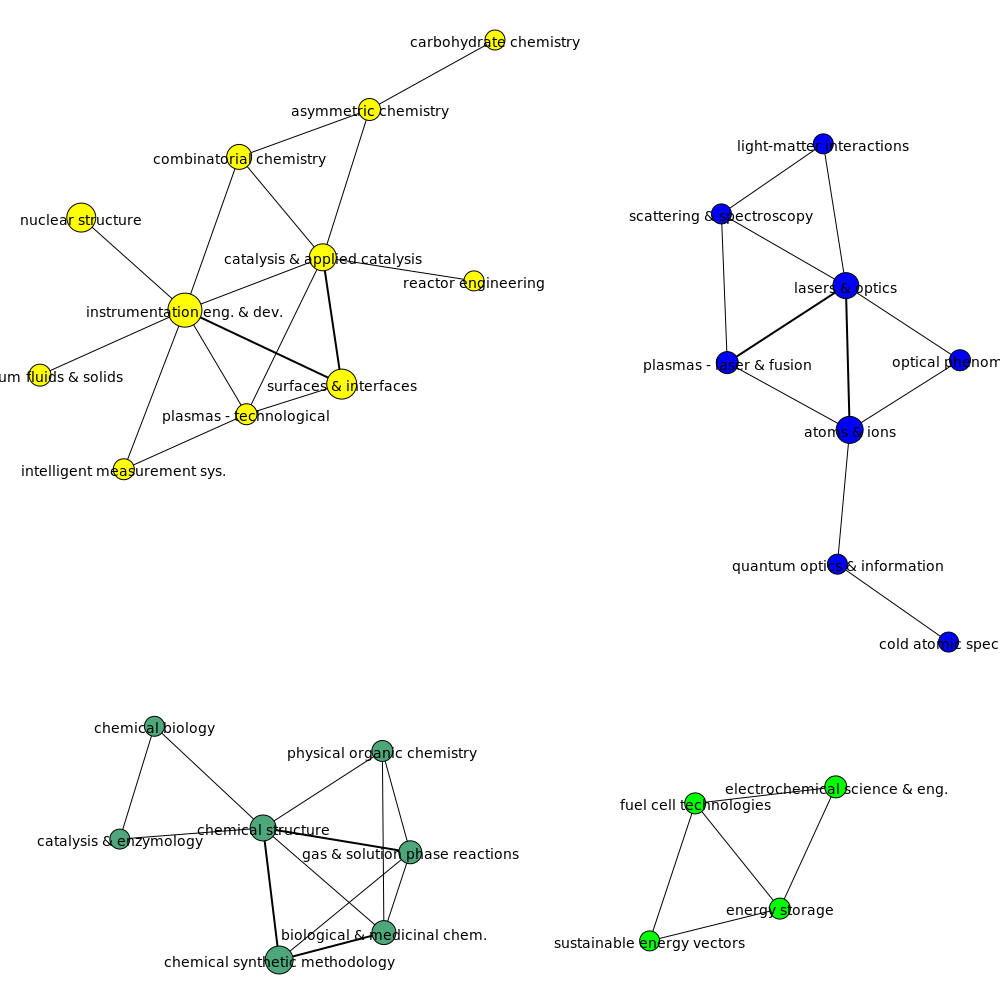 carbohydrate chemistry
asymmetric chemistry
combinatorial chemistry
nuclear structure
catalysis & applied catalysis
reactor engineering
instrumentation eng. & dev.
um fluids & solids
surfaces & interfaces
plasmas - technological
intelligent measurement sys.
light-matter interactions
scattering & spectroscopy
lasers & optics
plasmas - laser & fusion
optical phenom
atoms & ions
quantum optics & information
cold atomic spec
chemical biology
physical organic chemistry
catalysis & enzymology
chemical structure
gas & solution phase reactions
biological & medicinal chem.
chemical synthetic methodology
electrochemical science & eng.
fuel cell technologies
energy storage
sustainable energy vectors